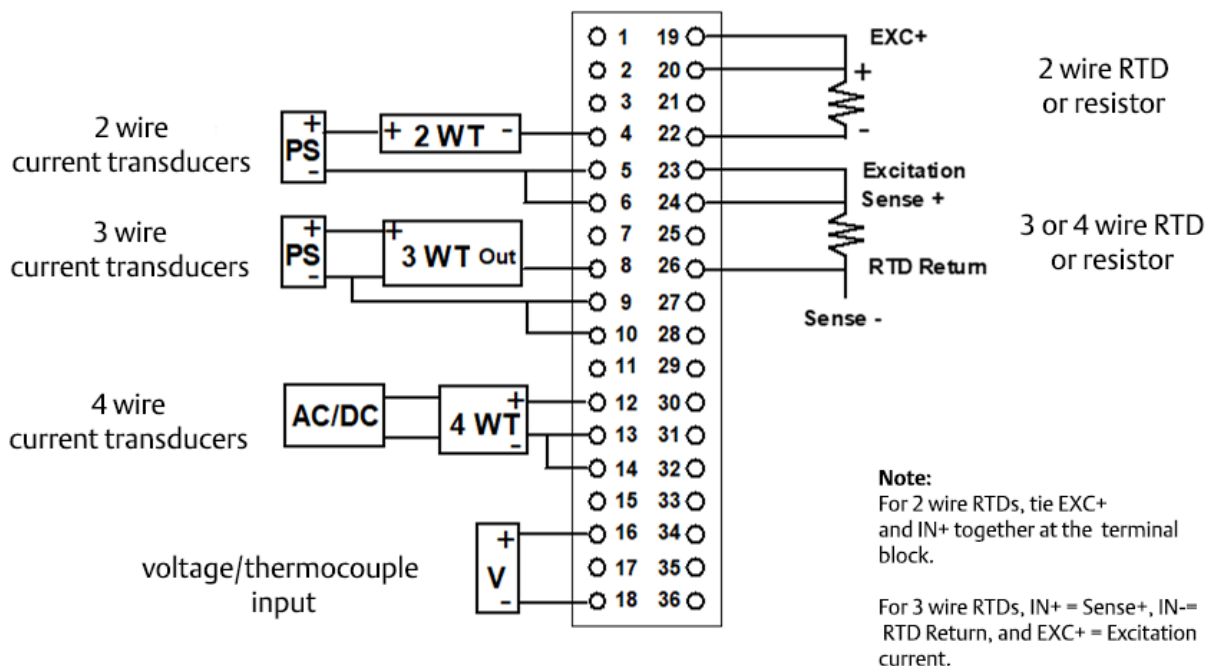 2 wire
current transducers
PS
+
-
+ 2 WT -
3 wire
current transducers
PS
+
-
+
3 WT Out
4 wire
current transducers
AC/DC
4 WT
+
-
voltage/thermocouple
input
V
+
-
1 19
2 20
3 21
4 22
5 23
6 24
7 25
8 26
9 27
10 28
11 29
12 30
13 31
14 32
15 33
16 34
17 35
18 36
EXC+
+
-
2 wire RTD
or resistor
Excitation
Sense +
RTD Return
Sense -
3 or 4 wire RTD
or resistor
Note:
For 2 wire RTDs, tie EXC+
and IN+ together at the terminal
block.
For 3 wire RTDs, IN+ = Sense+, IN-=
RTD Return, and EXC+ = Excitation
current.